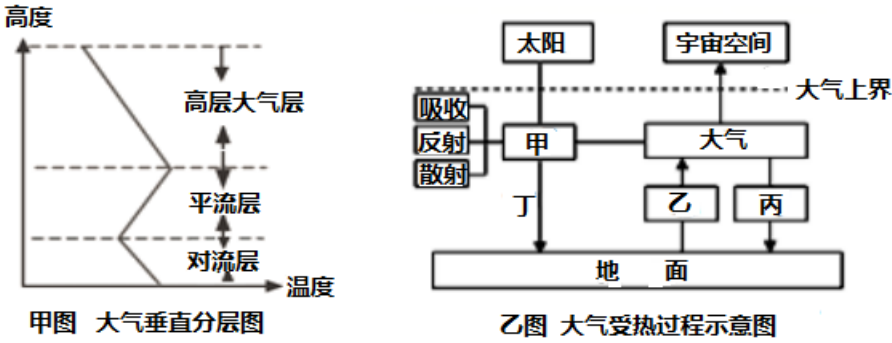 高度
高层大气层
平流层
对流层
温度
甲图 大气垂直分层图
太阳
宇宙空间
大气上界
吸收
反射
散射
甲
大气
丁
乙
丙
地 面
乙图 大气受热过程示意图